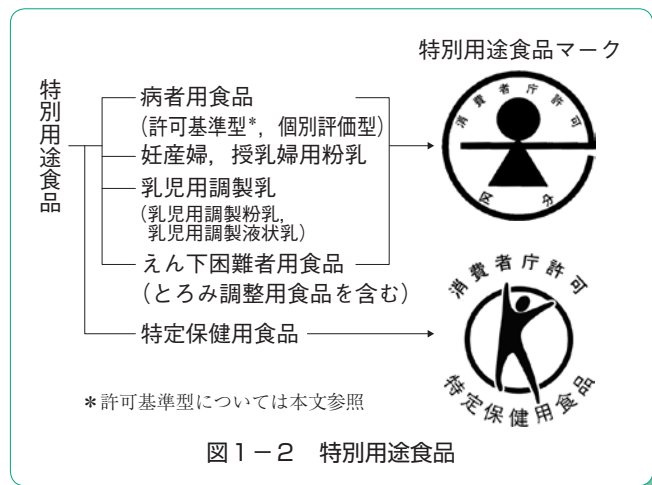 特別用途食品マーク
特別用途食品
病者用食品
（許可基準型*，個別評価型）
妊産婦，授乳婦用粉乳
乳児用調製乳
（乳児用調製粉乳，
乳児用調製液状乳）
えん下困難者用食品
（とろみ調整用食品を含む）
特定保健用食品
消費者庁許可
区分
消費者庁許可
特定保健用食品
*許可基準型については本文参照
図1－2　特別用途食品